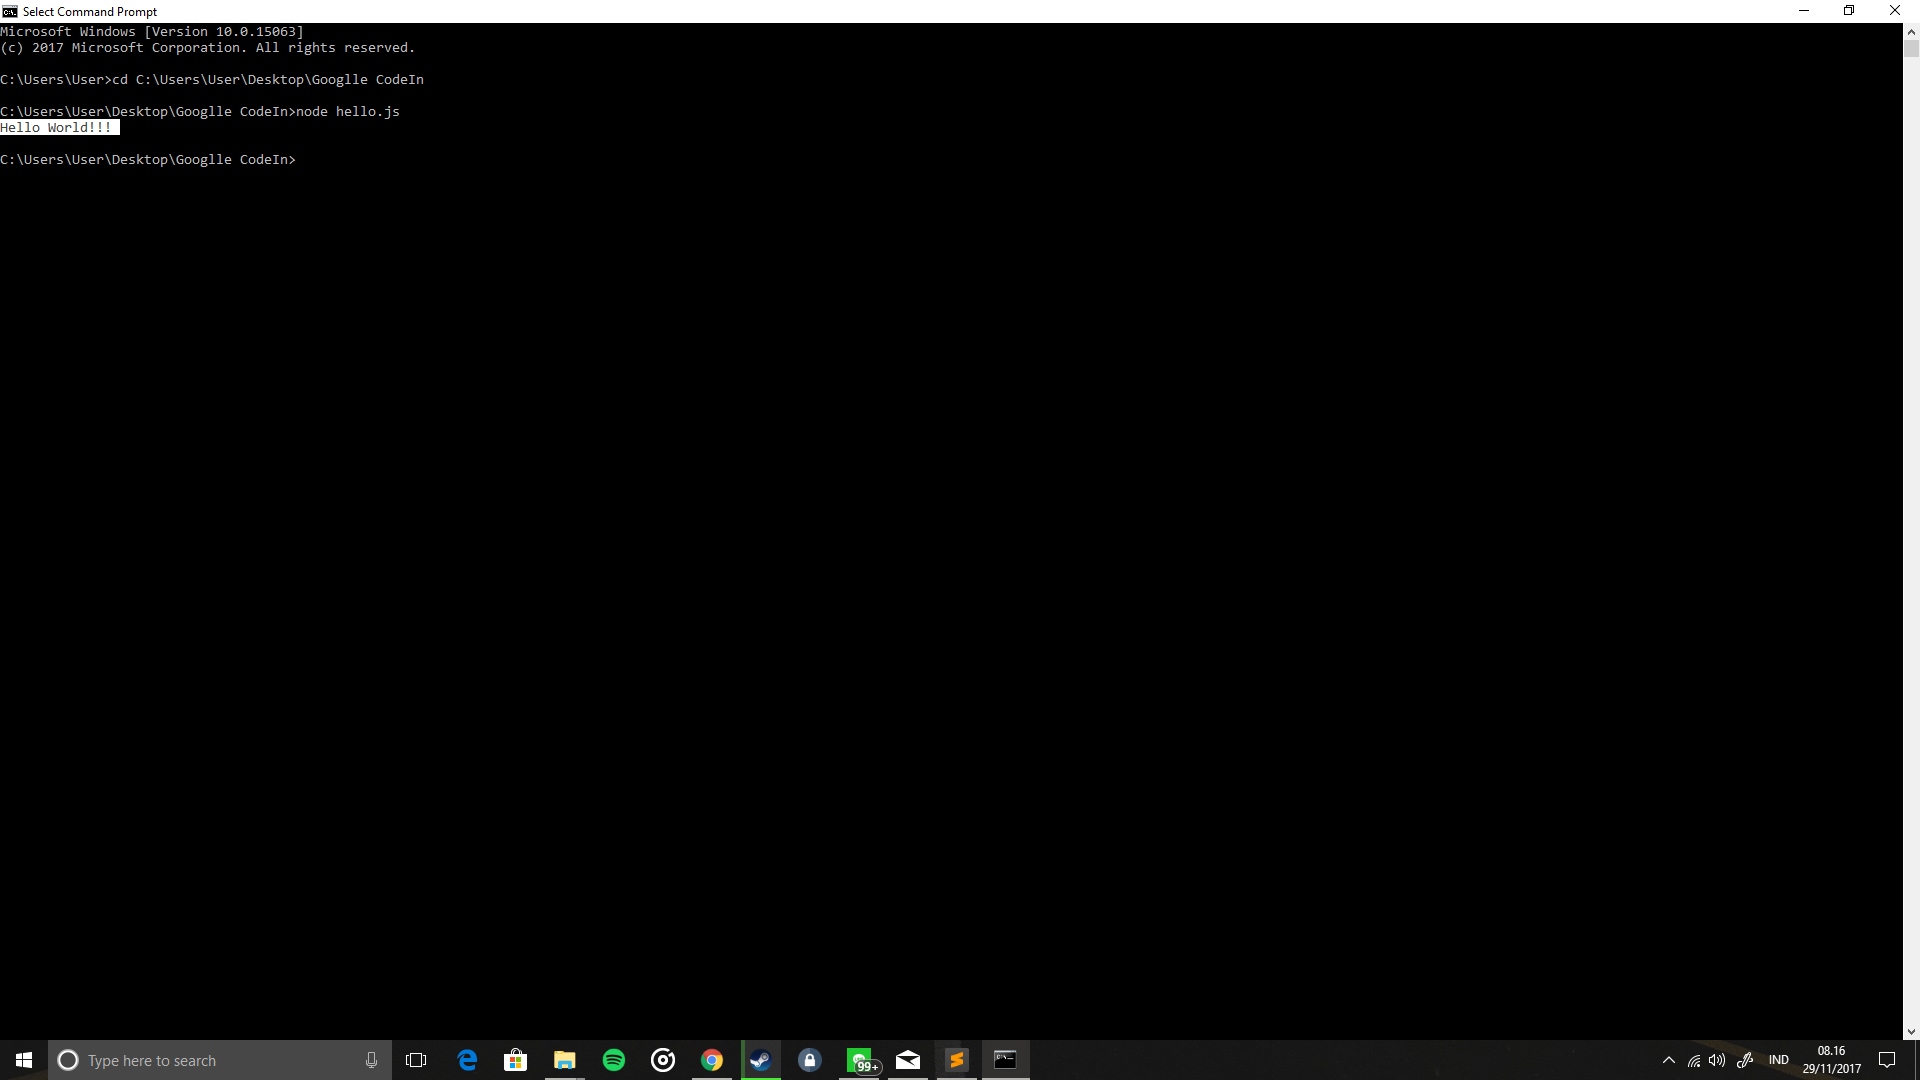 Select Command Prompt
Microsoft Windows [Version 10.0.15063]
(c) 2017 Microsoft Corporation. All rights reserved.
C:\Users\User>cd C:\Users\User\Desktop\Googlle CodeIn
C:\Users\User\Desktop\Googlle CodeIn>node hello.js
Hello World!!!
C:\Users\User\Desktop\Googlle CodeIn>
Type here to search
99+
IND
08.16
29/11/2017